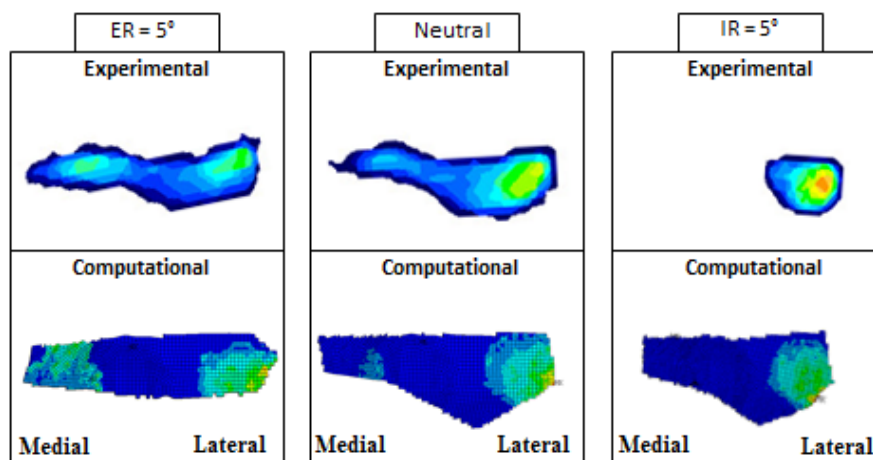 ER = 5°
Neutral
IR = 5°
Experimental
Experimental
Experimental
Computational
Computational
Computational
Medial Lateral
Medial Lateral
Medial Lateral